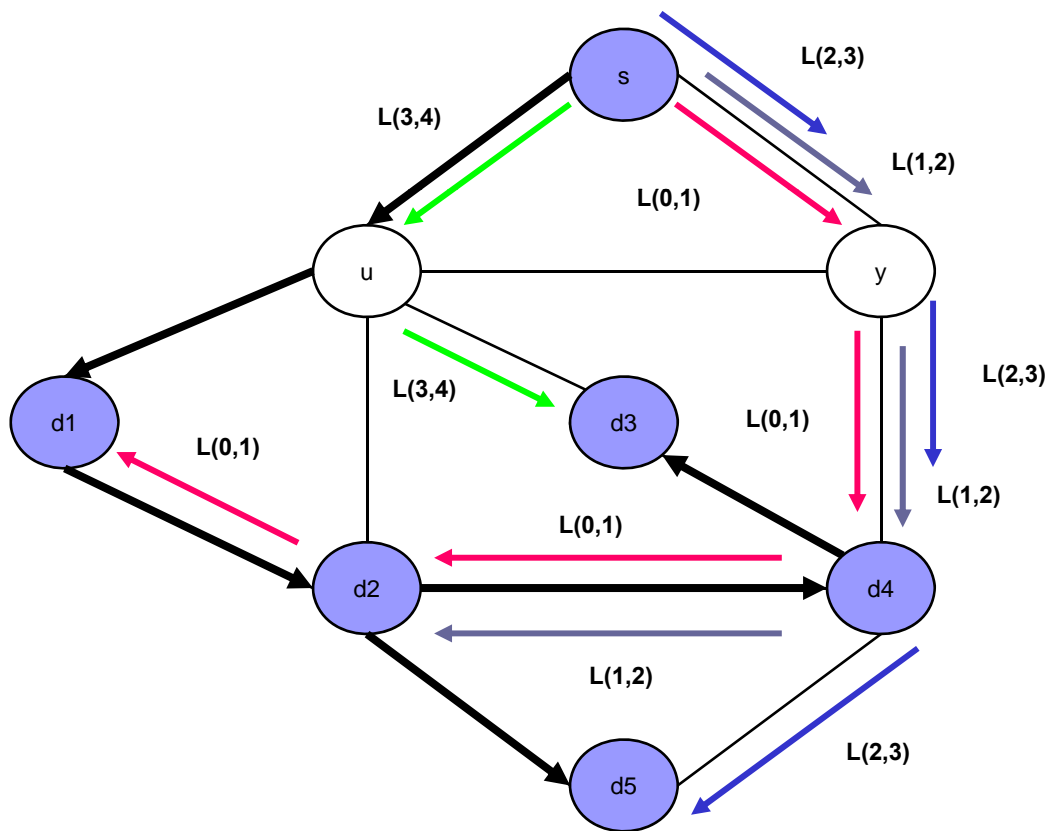 s
L(2,3)
L(3,4)
L(1,2)
L(0,1)
u
y
L(3,4)
L(2,3)
d1
d3
L(0,1)
L(0,1)
L(1,2)
L(0,1)
d2
d4
L(1,2)
L(2,3)
d5